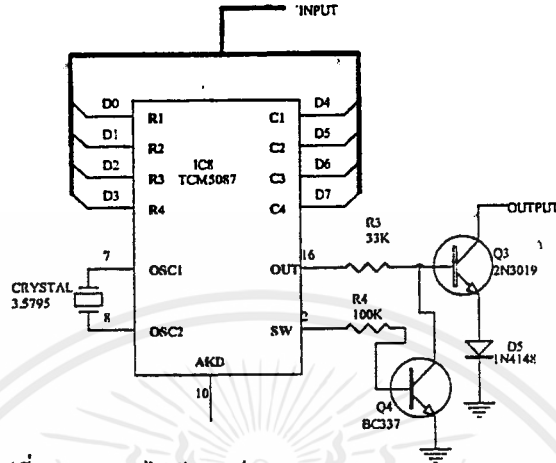 INPUT
D0
D4
R1
C1
D1
D5
R2
C2
IC8
TCM5087
D2
D6
R3
C3
D3
D7
R4
C4
OUTPUT
R3
33K
Q3
2N3019
7
16
OSC1
OUT
CRYSTAL
3.5795
R4
100K
8
2
OSC2
SW
D5
1N4148
AKD
10
Q4
BC337